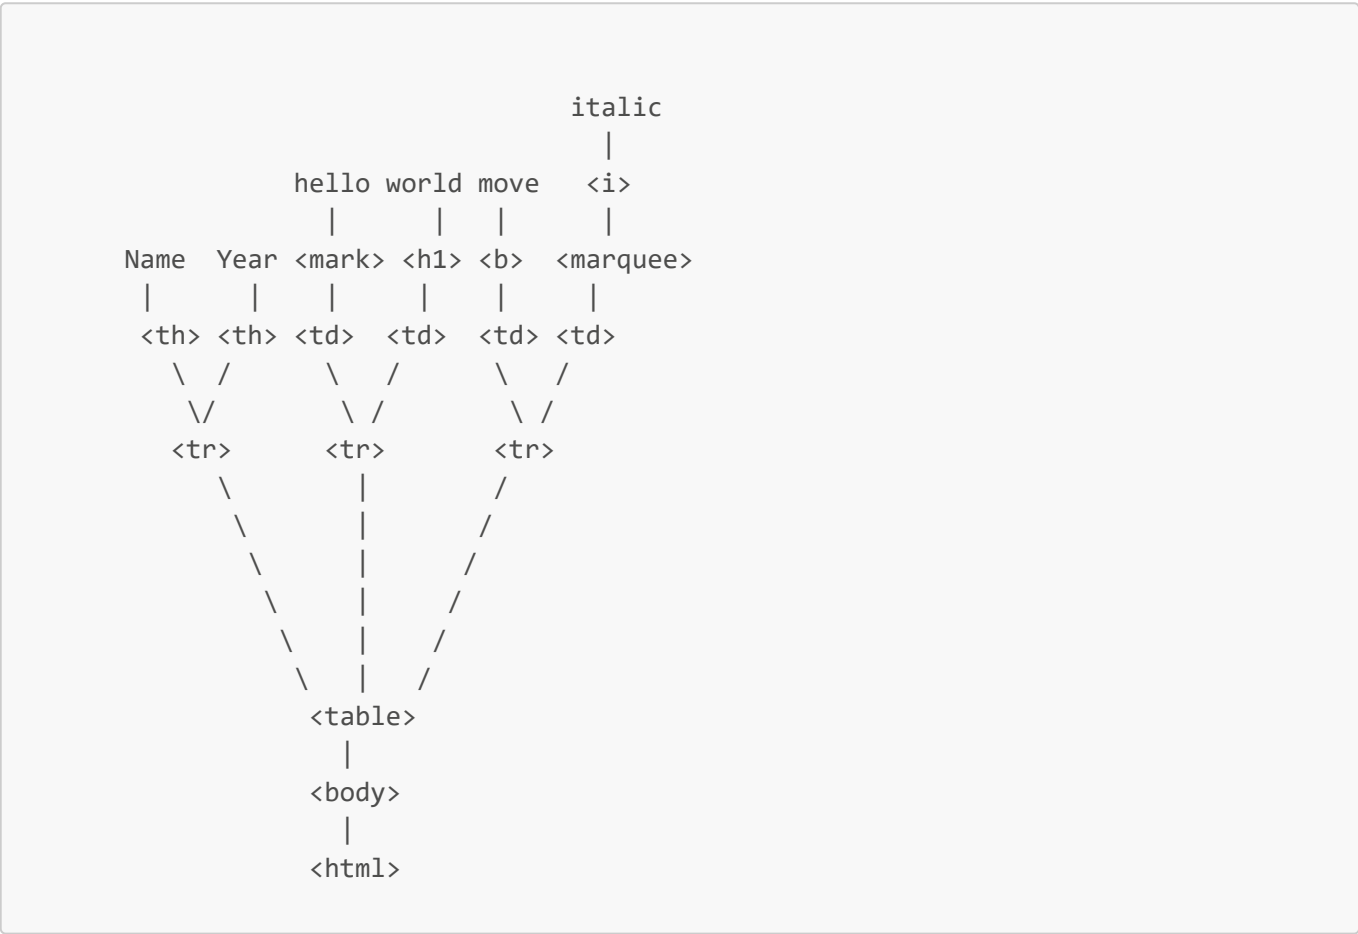 italic
                                       |
                   hello world move   <i>
                     |      |   |      |
        Name  Year <mark> <h1> <b>  <marquee>
         |      |    |     |    |     |
         <th> <th> <td>  <td>  <td> <td>
           \  /      \   /      \   /
            \/        \ /        \ /
           <tr>      <tr>       <tr>
              \        |        /
               \       |       /
                \      |      /
                 \     |     /
                  \    |    /
                   \   |   /
                    <table>
                      |
                    <body>
                      |
                    <html>